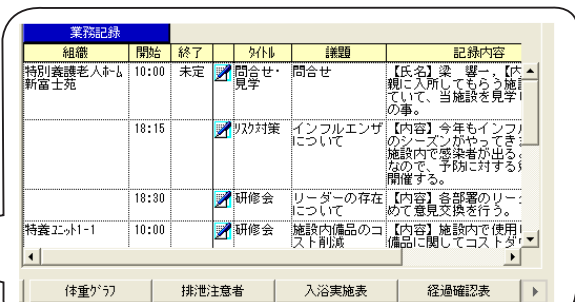 業務記録
組織 開始 終了 ﾀｲﾄﾙ 議題 記録内容
特別養護老人ﾎｰﾑ 10:00 未定 問合せ・ 問合せ 【氏名】梁 響一,【内
新富士苑 見学 親に入所してもらう施
ていて、当施設を見学
の事。
18:15 ﾘｽｸ対策 インフルエンザ 【内容】今年もインフ
について のシーズンがやってき
施設内で感染者が出る
なので、予防に対する
開催する。
18:30 研修会 リーダーの存在 【内容】各部署のリー
について めて意見交換を行う。
特養ﾕﾆｯﾄ1-1 10:00 研修会 施設内備品のコ 【内容】施設内で使用
スト削減 備品に関してコストダ
体重ｸﾞﾗﾌ 排泄注意者 入浴実施表 経過確認表